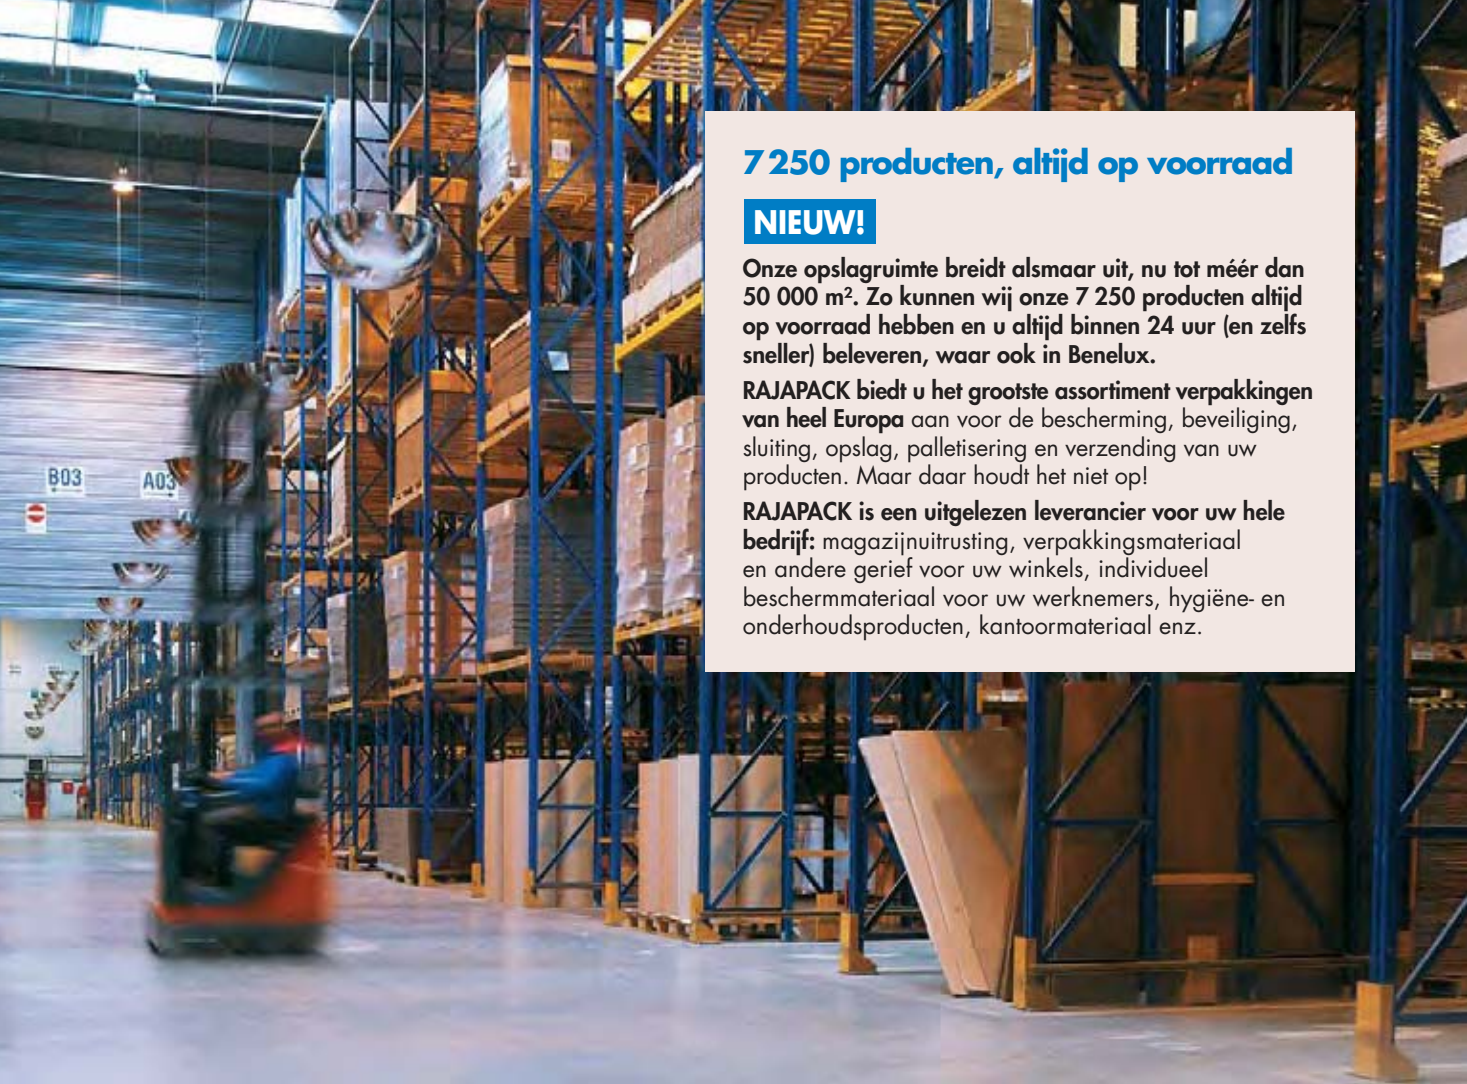 7 250 producten, altijd op voorraad
NIEUW!
Onze opslagruimte breidt alsmaar uit, nu tot méér dan
50 000 m². Zo kunnen wij onze 7 250 producten altijd
op voorraad hebben en u altijd binnen 24 uur (en zelfs
sneller) beleveren, waar ook in Benelux.
RAJAPACK biedt u het grootste assortiment verpakkingen
van heel Europa aan voor de bescherming, beveiliging,
sluiting, opslag, palletisering en verzending van uw
producten. Maar daar houdt het niet op!
RAJAPACK is een uitgelezen leverancier voor uw hele
bedrijf: magazijnuitrusting, verpakkingsmateriaal
en andere gerief voor uw winkels, individueel
beschermmateriaal voor uw werknemers, hygiëne- en
onderhoudsproducten, kantoormateriaal enz.
B03
A03